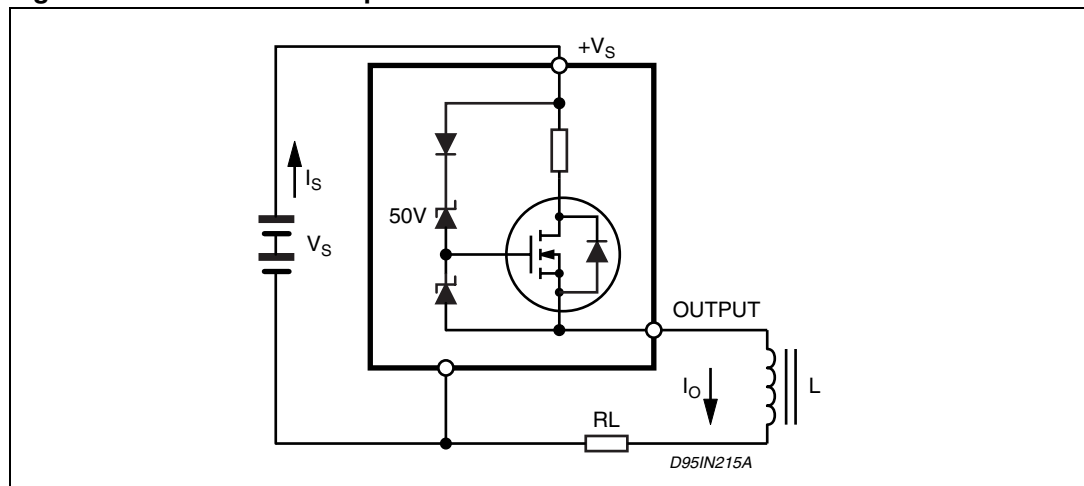 +VS
IS
50V
VS
OUTPUT
IO
L
RL
D95IN215A